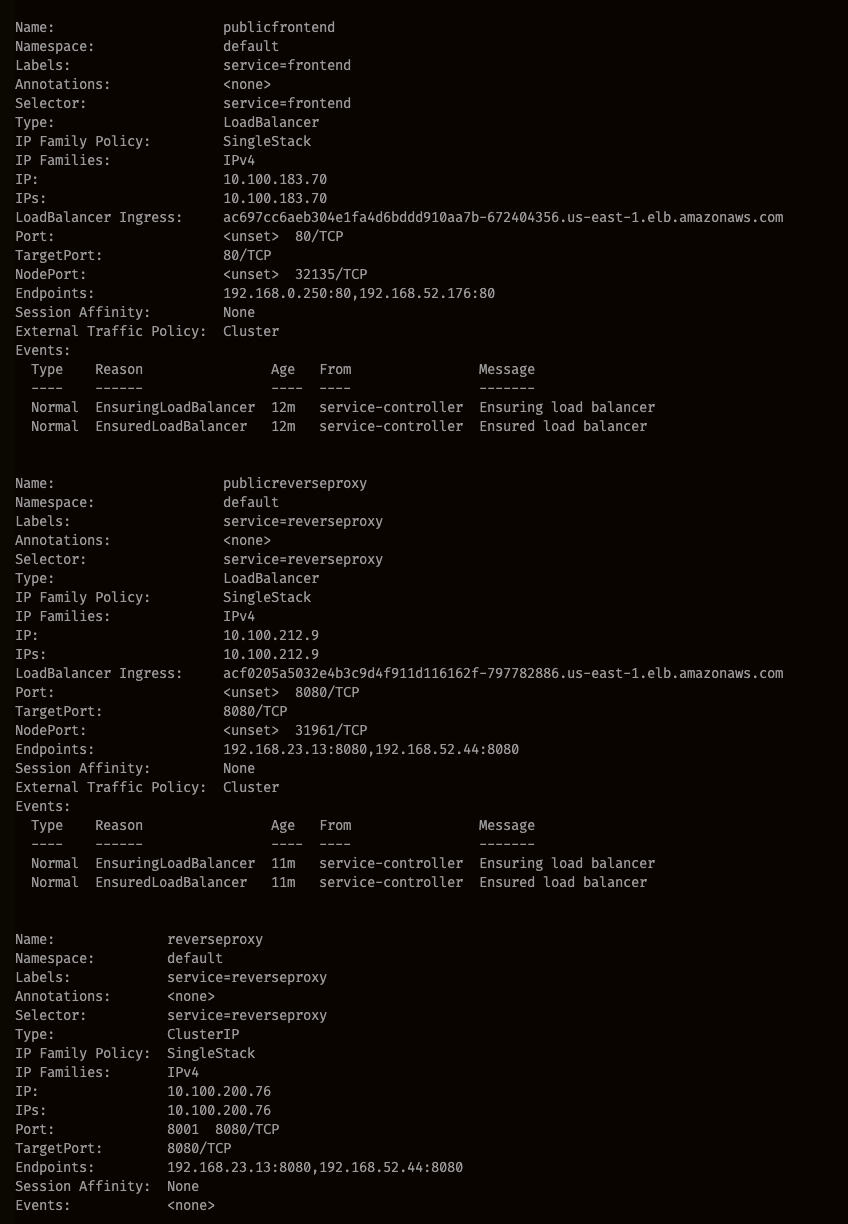 Name:                     publicfrontend
Namespace:                default
Labels:                   service=frontend
Annotations:              <none>
Selector:                 service=frontend
Type:                     LoadBalancer
IP Family Policy:         SingleStack
IP Families:              IPv4
IP:                       10.100.183.70
IPs:                      10.100.183.70
LoadBalancer Ingress:     ac697cc6aeb304e1fa4d6bddd910aa7b-672404356.us-east-1.elb.amazonaws.com
Port:                     <unset>  80/TCP
TargetPort:               80/TCP
NodePort:                 <unset>  32135/TCP
Endpoints:                192.168.0.250:80,192.168.52.176:80
Session Affinity:         None
External Traffic Policy:  Cluster
Events:
  Type    Reason                Age   From                Message
  ----    ------                ----  ----                -------
  Normal  EnsuringLoadBalancer  12m   service-controller  Ensuring load balancer
  Normal  EnsuredLoadBalancer   12m   service-controller  Ensured load balancer
Name:                     publicreverseproxy
Namespace:                default
Labels:                   service=reverseproxy
Annotations:              <none>
Selector:                 service=reverseproxy
Type:                     LoadBalancer
IP Family Policy:         SingleStack
IP Families:              IPv4
IP:                       10.100.212.9
IPs:                      10.100.212.9
LoadBalancer Ingress:     acf0205a5032e4b3c9d4f911d116162f-797782886.us-east-1.elb.amazonaws.com
Port:                     <unset>  8080/TCP
TargetPort:               8080/TCP
NodePort:                 <unset>  31961/TCP
Endpoints:                192.168.23.13:8080,192.168.52.44:8080
Session Affinity:         None
External Traffic Policy:  Cluster
Events:
  Type    Reason                Age   From                Message
  ----    ------                ----  ----                -------
  Normal  EnsuringLoadBalancer  11m   service-controller  Ensuring load balancer
  Normal  EnsuredLoadBalancer   11m   service-controller  Ensured load balancer
Name:              reverseproxy
Namespace:         default
Labels:            service=reverseproxy
Annotations:       <none>
Selector:          service=reverseproxy
Type:              ClusterIP
IP Family Policy:  SingleStack
IP Families:       IPv4
IP:                10.100.200.76
IPs:               10.100.200.76
Port:              8001  8080/TCP
TargetPort:        8080/TCP
Endpoints:         192.168.23.13:8080,192.168.52.44:8080
Session Affinity:  None
Events:            <none>